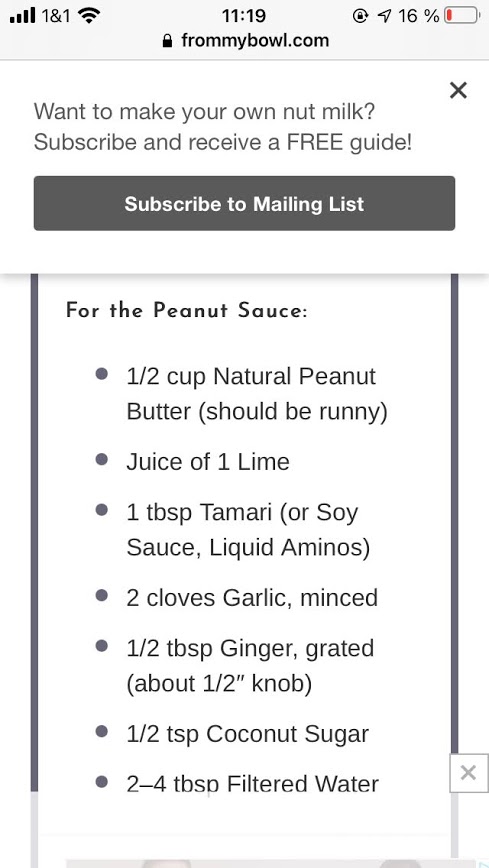 1&1 11:19 16 %
frommybowl.com
Want to make your own nut milk?
Subscribe and receive a FREE guide!
Subscribe to Mailing List
For the Peanut Sauce:
1/2 cup Natural Peanut
Butter (should be runny)
Juice of 1 Lime
1 tbsp Tamari (or Soy
Sauce, Liquid Aminos)
2 cloves Garlic, minced
1/2 tbsp Ginger, grated
(about 1/2″ knob)
1/2 tsp Coconut Sugar
2–4 tbsp Filtered Water